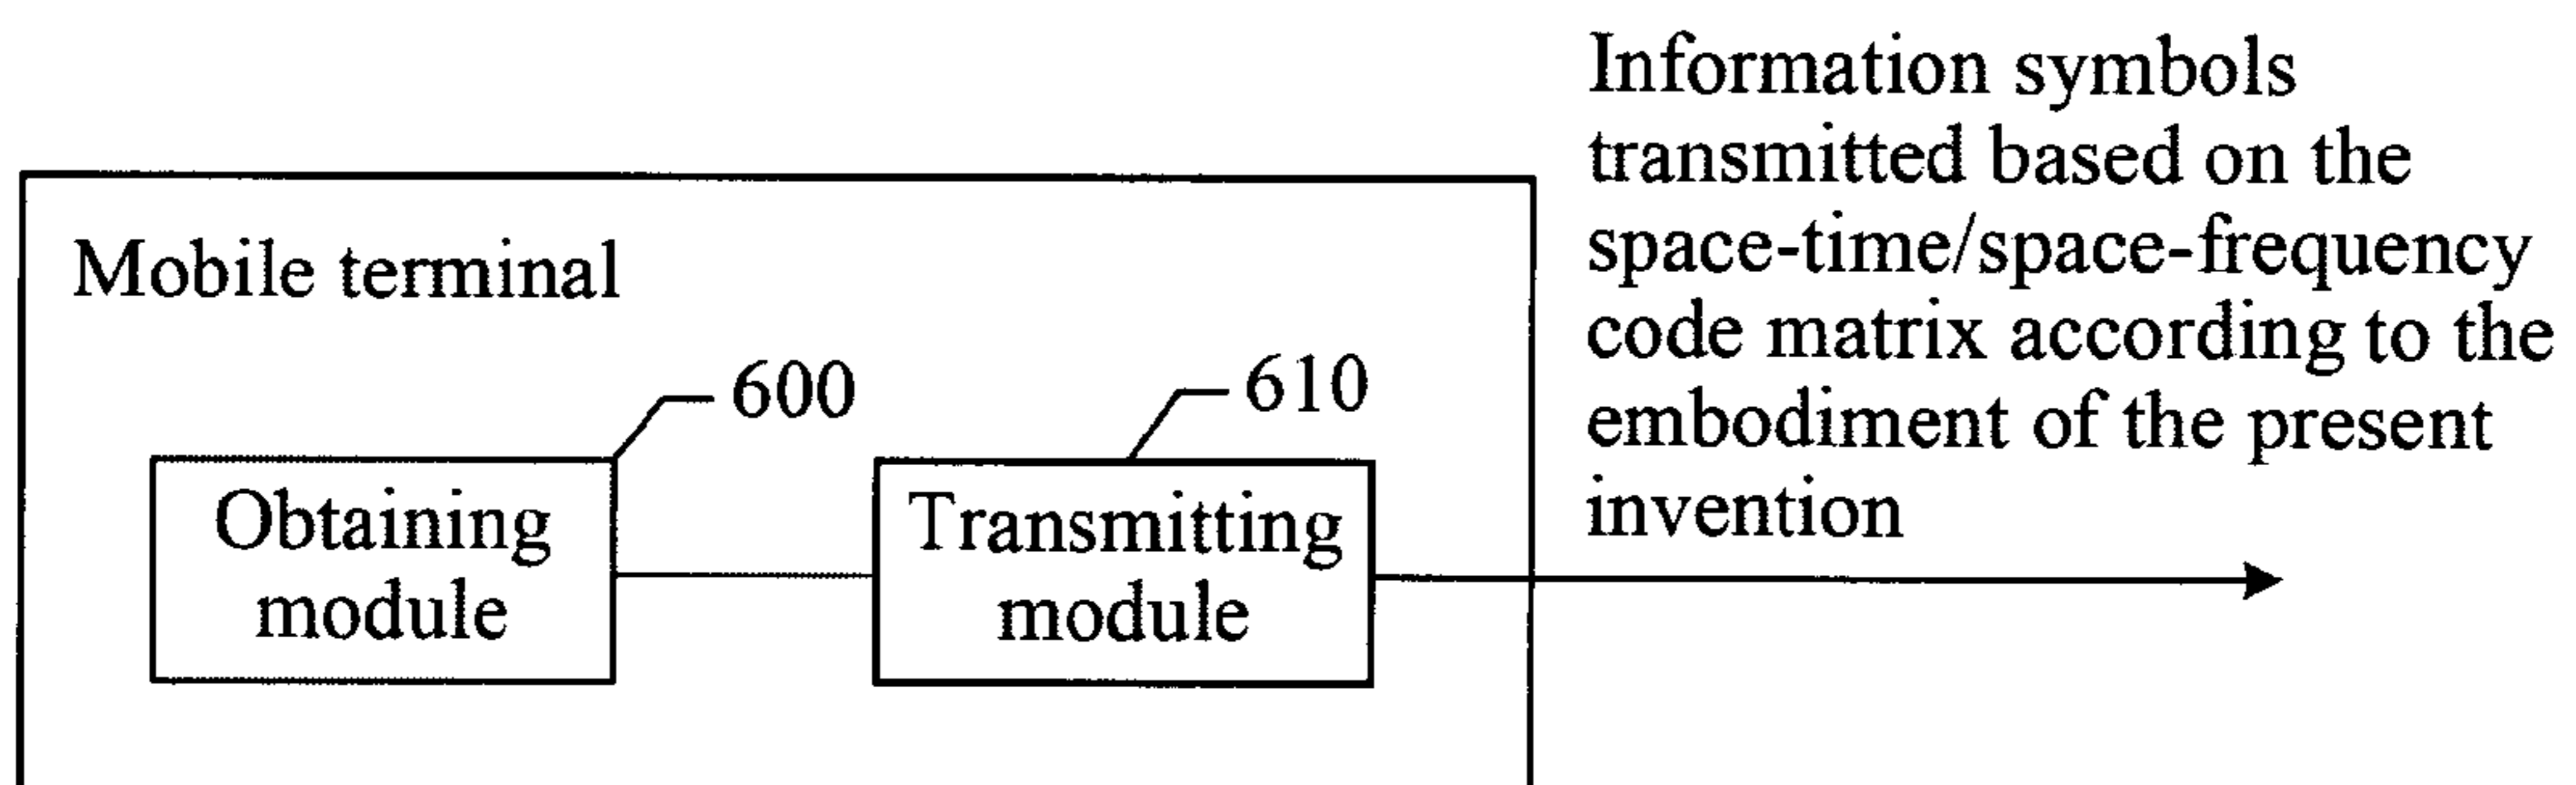 Information symbols
transmitted based on the
space-time/space-frequency
code matrix according to the
embodiment of the present
invention
Mobile terminal
600
610
Obtaining
module
Transmitting
module